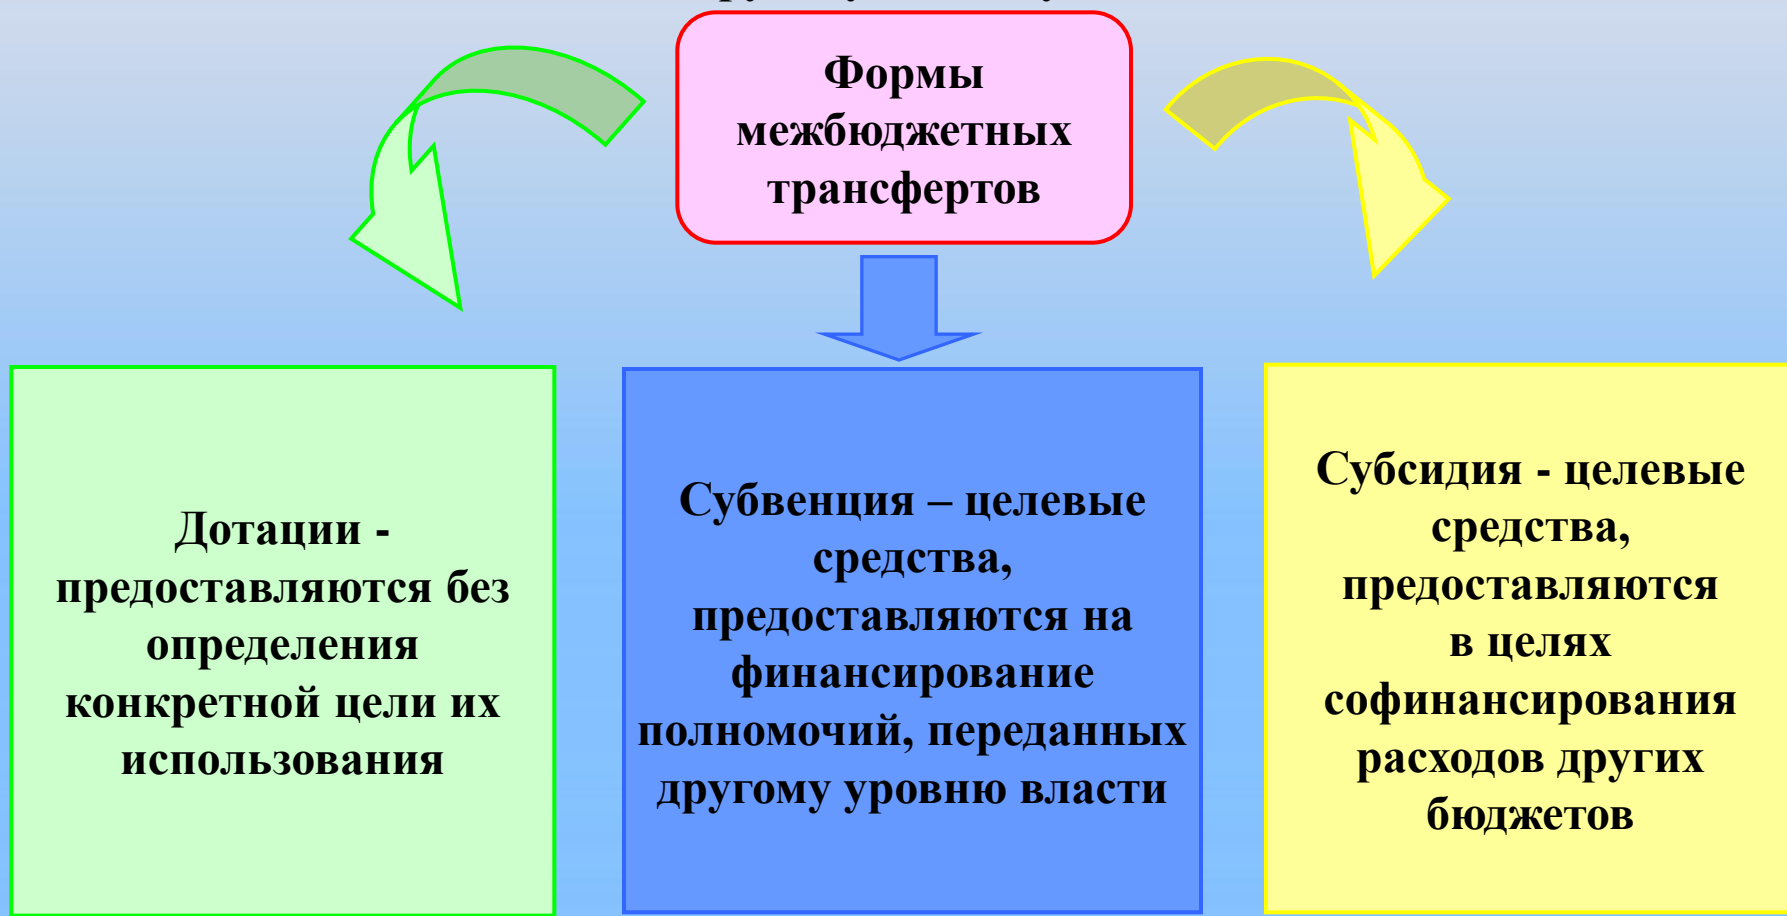 Формы
межбюджетных
трансфертов
Дотации -
предоставляются без
определения
конкретной цели их
использования
Субвенция – целевые
средства,
предоставляются на
финансирование
полномочий, переданных
другому уровню власти
Субсидия - целевые
средства,
предоставляются
в целях
софинансирования
расходов других
бюджетов